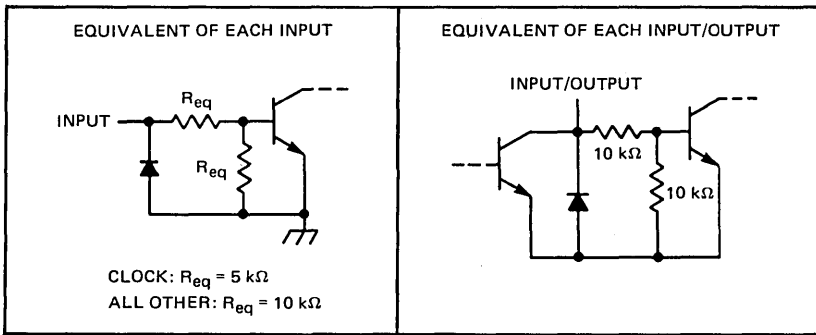 EQUIVALENT OF EACH INPUT
INPUT
Req
Req
CLOCK: Req = 5 kΩ
ALL OTHER: Req = 10 kΩ
EQUIVALENT OF EACH INPUT/OUTPUT
INPUT/OUTPUT
10 kΩ
10 kΩ